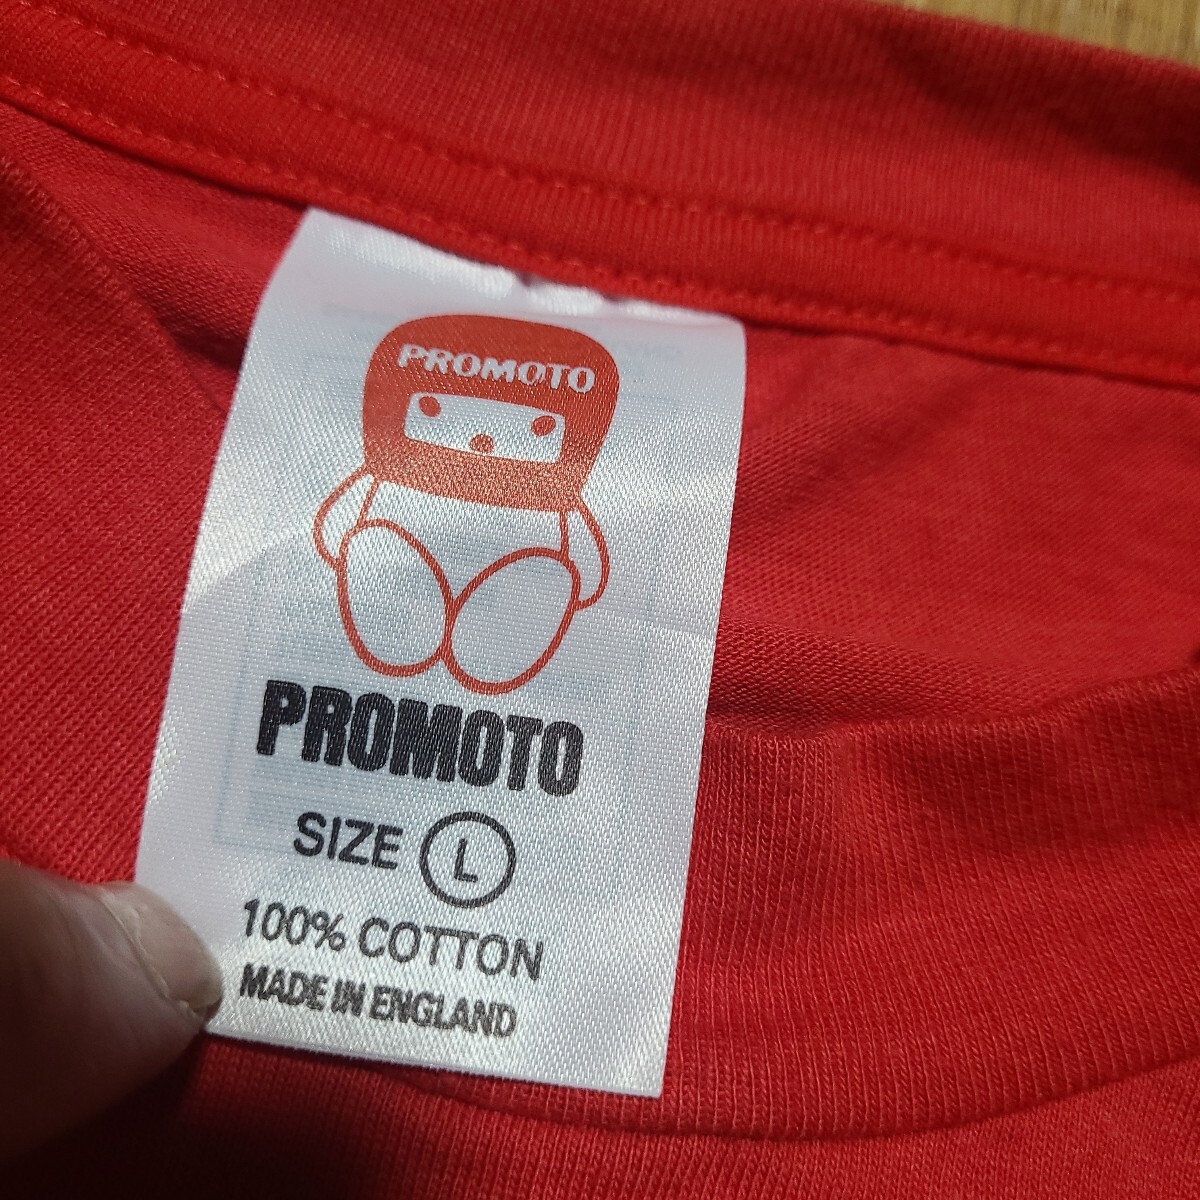 PROMOTO
PROMOTO
SIZE L
100% COTTON
MADE IN ENGLAND